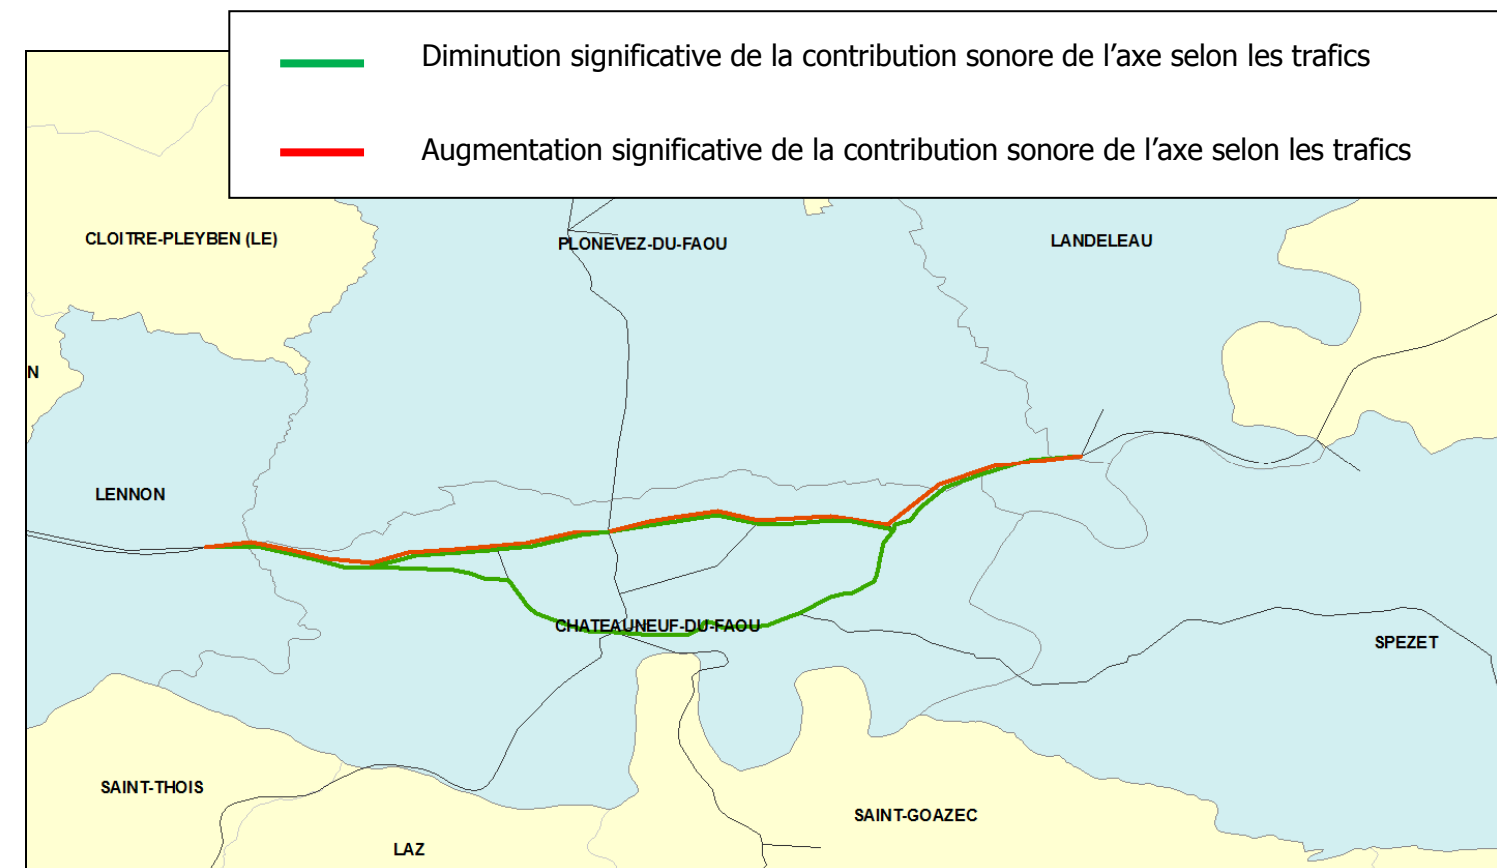 Diminution significative de la contribution sonore de l’axe selon les trafics
Augmentation significative de la contribution sonore de l’axe selon les trafics
CLOITRE-PLEYBEN (LE)
PLONEVEZ-DU-FAOU
LANDELEAU
N
LENNON
CHATEAUNEUF-DU-FAOU
SPEZET
SAINT-THOIS
SAINT-GOAZEC
LAZ